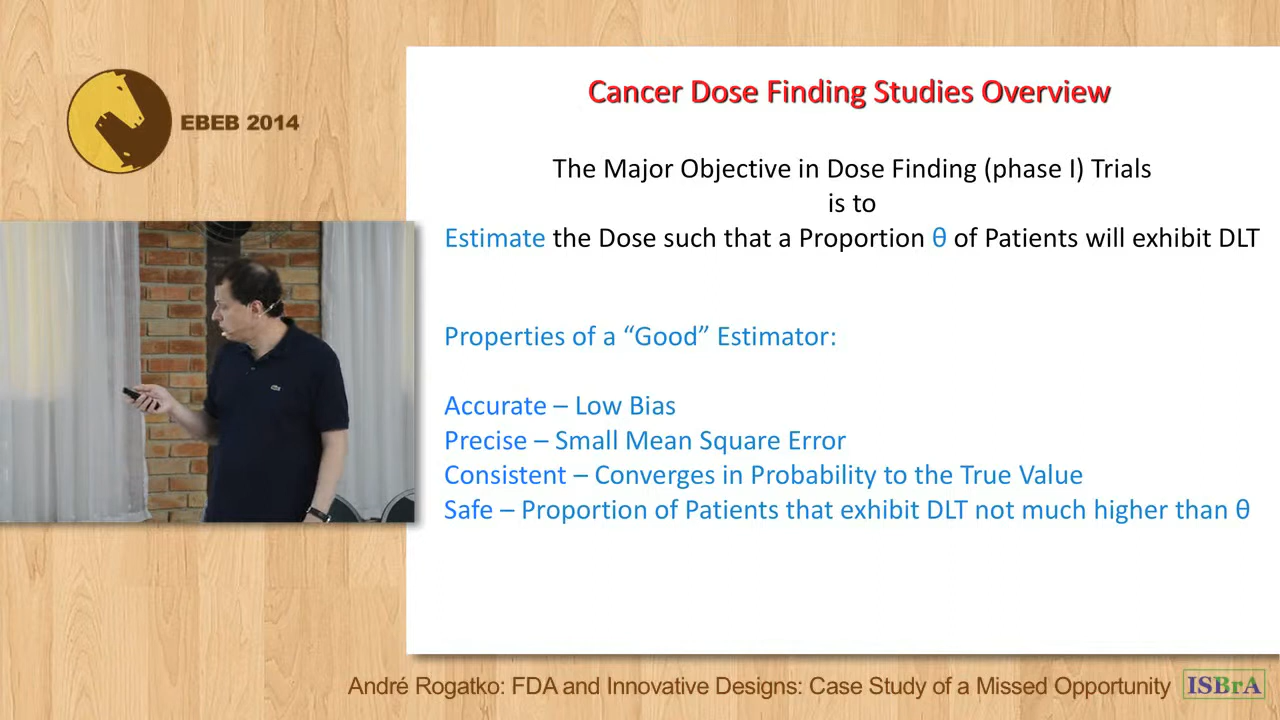 EBEB 2014
Cancer Dose Finding Studies Overview
The Major Objective in Dose Finding (phase I) Trials
is to
Estimate the Dose such that a Proportion θ of Patients will exhibit DLT
Properties of a “Good” Estimator:
Accurate – Low Bias
Precise – Small Mean Square Error
Consistent – Converges in Probability to the True Value
Safe – Proportion of Patients that exhibit DLT not much higher than θ
André Rogatko: FDA and Innovative Designs: Case Study of a Missed Opportunity
ISBrA